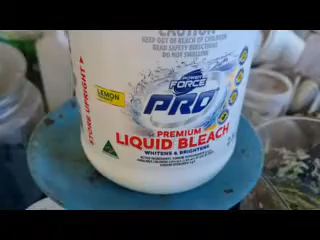 CAUTION
KEEP OUT OF REACH OF CHILDREN
READ SAFETY DIRECTIONS
DO NOT SWALLOW
POWER
FORCE
PRO
LEMON
STORE UPRIGHT
PREMIUM
LIQUID BLEACH
WHITENS & BRIGHTENS